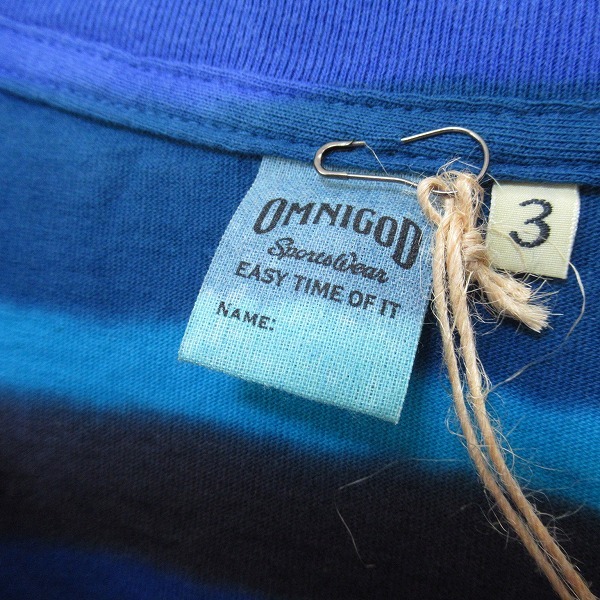 OMNIGOD
SportsWear
EASY TIME OF IT
NAME:
3